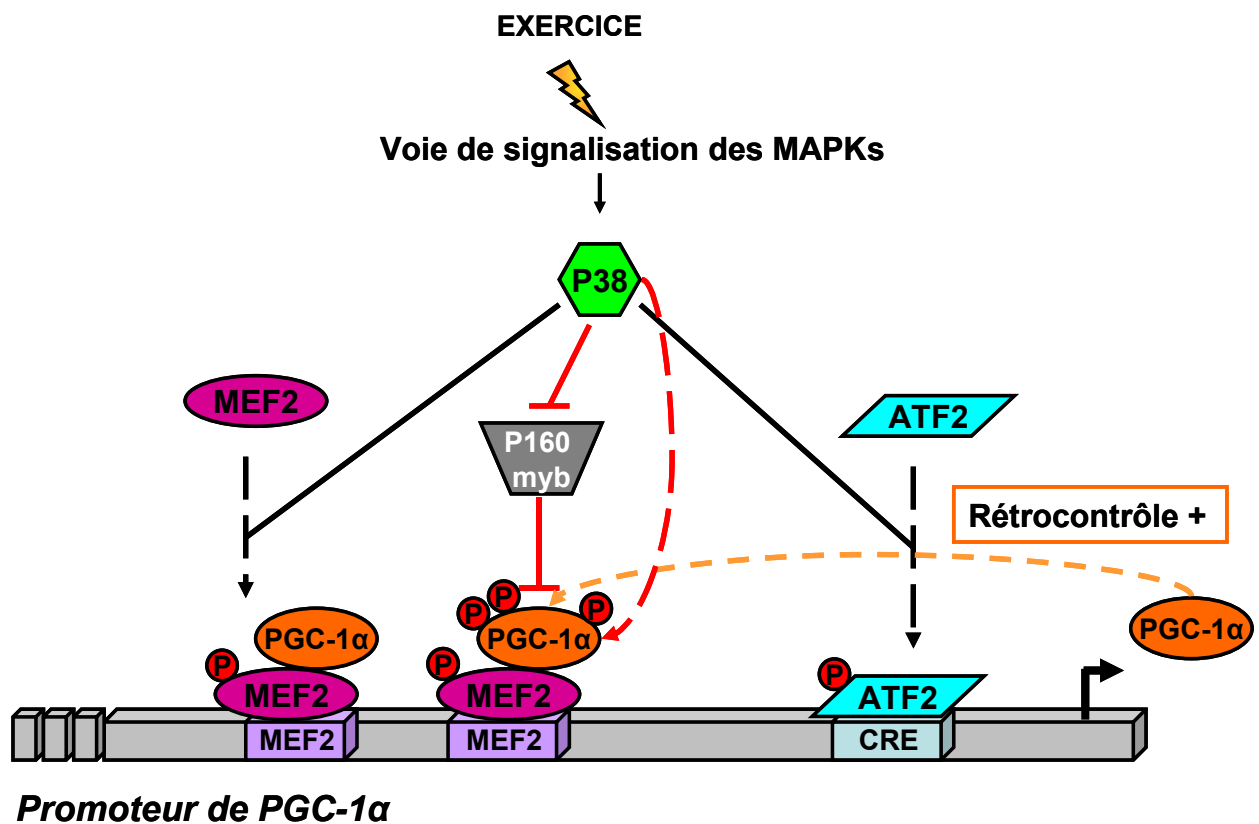 EXERCICE
Voie de signalisation des MAPKs
P38
MEF2
ATF2
P160
myb
Rétrocontrôle +
P
P
P
PGC-1α
PGC-1α
PGC-1α
P
P
P
MEF2
MEF2
ATF2
MEF2
MEF2
CRE
Promoteur de PGC-1α